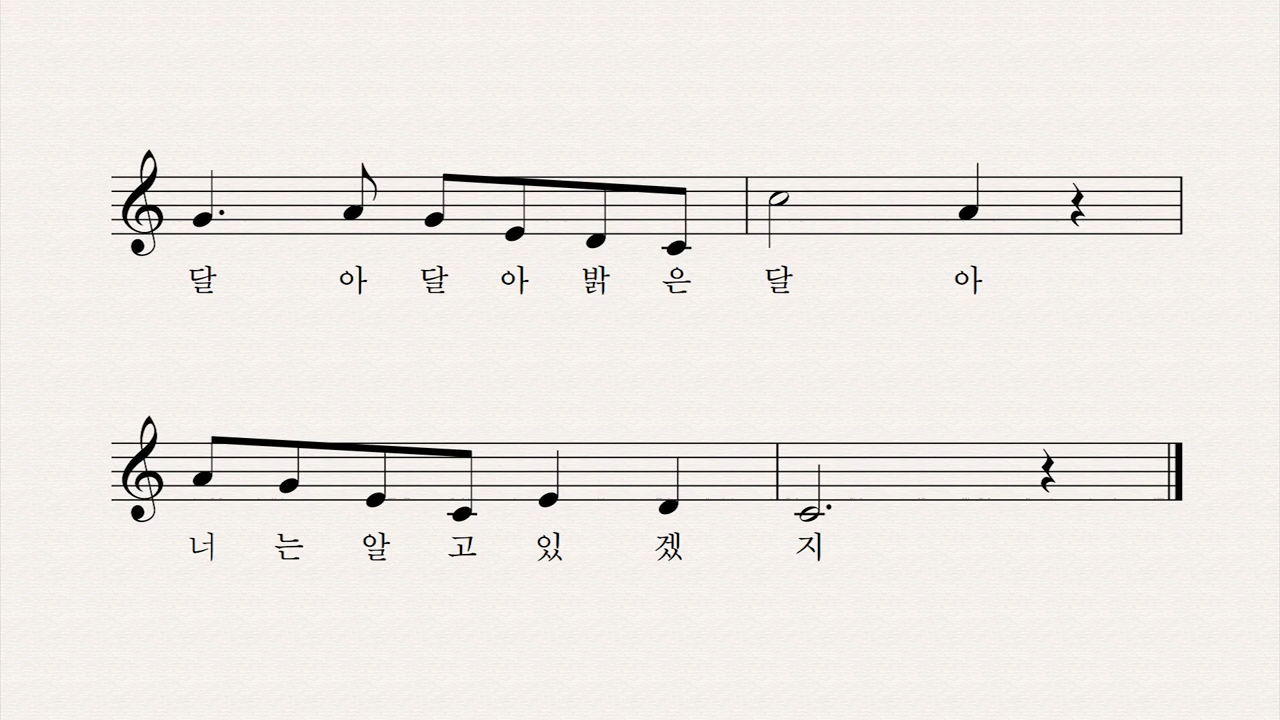 달 아 달 아 밝 은 달 아
너 는 알 고 있 겠 지